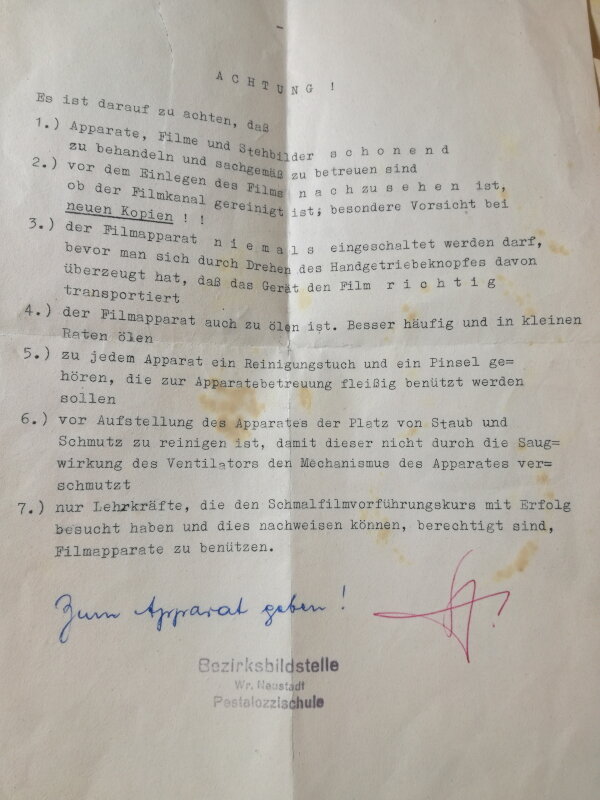 -
A C H T U N G !
Es ist darauf zu achten, daß
1.) Apparate, Filme und Stehbilder s c h o n e n d
zu behandeln und sachgemäß zu betreuen sind
2.) vor dem Einlegen des Films n a c h z u s e h e n ist,
ob der Filmkanal gereinigt ist; besondere Vorsicht bei
neuen Kopien ! !
3.) der Filmapparat n i e m a l s eingeschaltet werden darf,
bevor man sich durch Drehen des Handgetriebeknopfes davon
überzeugt hat, daß das Gerät den Film r i c h t i g
transportiert
4.) der Filmapparat auch zu ölen ist. Besser häufig und in kleinen
Raten ölen
5.) zu jedem Apparat ein Reinigungstuch und ein Pinsel ge=
hören, die zur Apparatebetreuung fleißig benützt werden
sollen
6.) vor Aufstellung des Apparates der Platz von Staub und
Schmutz zu reinigen ist, damit dieser nicht durch die Saug=
wirkung des Ventilators den Mechanismus des Apparates ver=
schmutzt
7.) nur Lehrkräfte, die den Schmalfilmvorführungskurs mit Erfolg
besucht haben und dies nachweisen können, berechtigt sind,
Filmapparate zu benützen.
Zum Apparat geben !
Bezirksbildstelle
Wr. Neustadt
Pestalozzischule